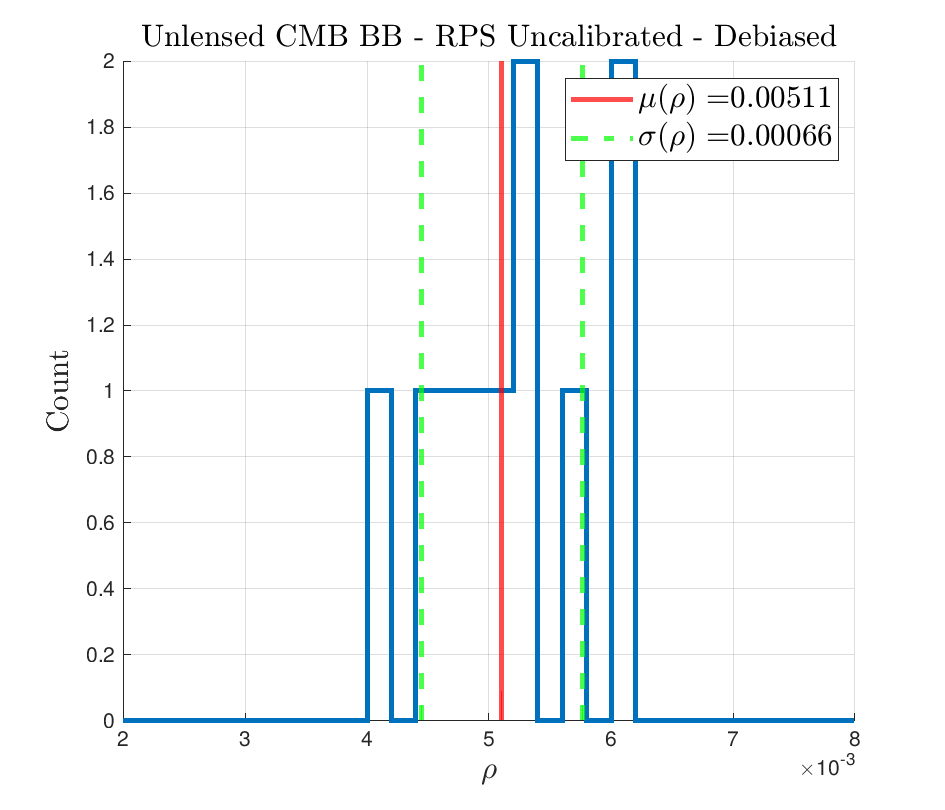 Unlensed CMB BB - RPS Uncalibrated - Debiased
μ(ρ) =0.00511
σ(ρ) =0.00066
2
1.8
1.6
1.4
1.2
1
0.8
0.6
0.4
0.2
0
Count
2 3 4 5 6 7 8
×10⁻³
ρ